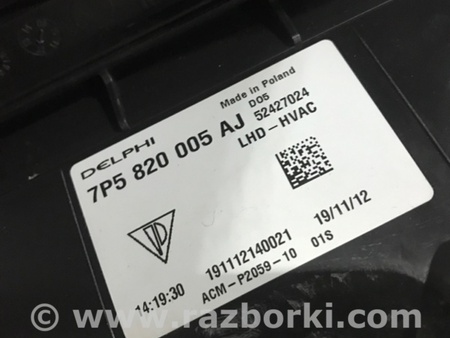 DELPHI
Made in Poland
7P5 820 005 AJ
D05
52427024
LHD-HVAC
191112140021
19/11/12
14:19:30
ACM-P2059-10
01S
© www.razborki.com